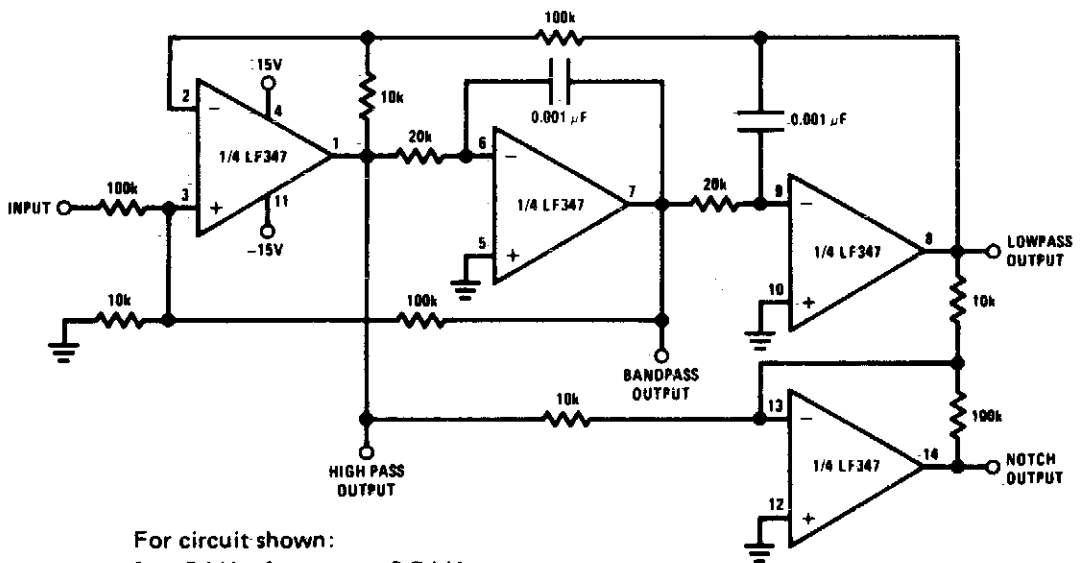 100k
15V
4
2
10k
0.001 µF
0.001 µF
20k
1/4 LF347
1
6
100k
3
1/4 LF347
7
20k
9
INPUT
11
5
1/4 LF347
8
LOWPASS
OUTPUT
-15V
10k
100k
10
10k
BANDPASS
OUTPUT
10k
13
1/4 LF347
14
NOTCH
OUTPUT
HIGH PASS
OUTPUT
12
For circuit shown: